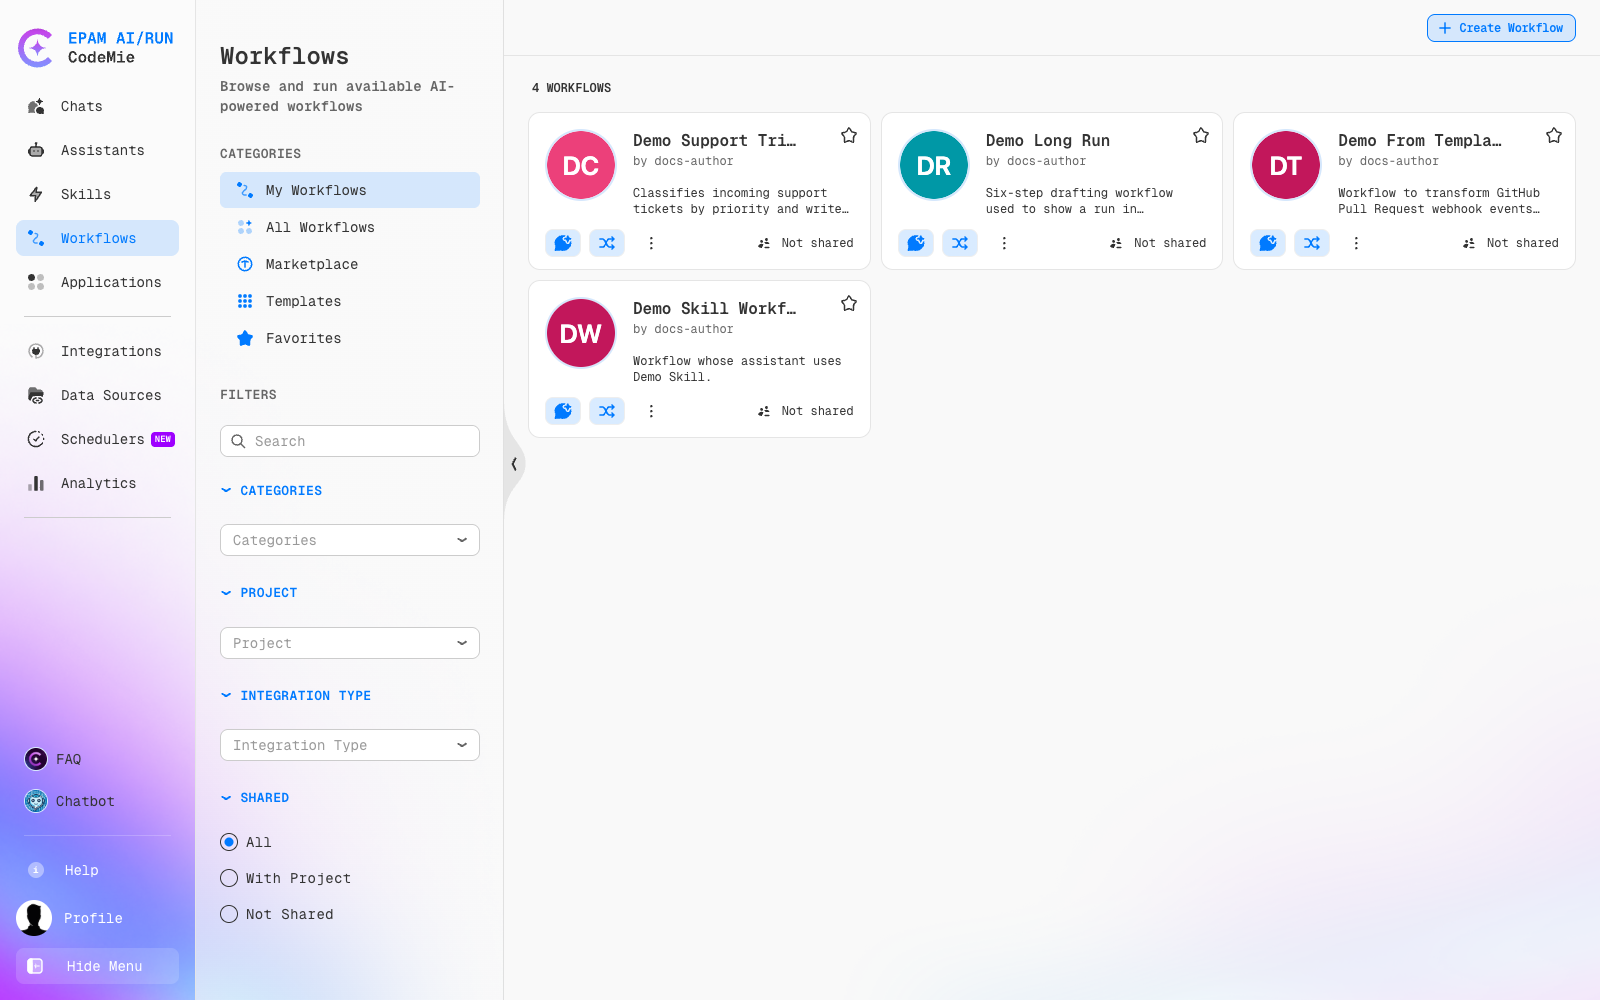 EPAM AI/RUN
CodeMie
Chats
Assistants
Skills
Workflows
Applications
Integrations
Data Sources
Schedulers NEW
Analytics
FAQ
Chatbot
Help
Profile
Hide Menu
Workflows
Browse and run available AI-
powered workflows
CATEGORIES
My Workflows
All Workflows
Marketplace
Templates
Favorites
FILTERS
Search
CATEGORIES
Categories
PROJECT
Project
INTEGRATION TYPE
Integration Type
SHARED
All
With Project
Not Shared
Create Workflow
4 WORKFLOWS
DC
Demo Support Tri…
by docs-author
Classifies incoming support
tickets by priority and write…
Not shared
DR
Demo Long Run
by docs-author
Six-step drafting workflow
used to show a run in…
Not shared
DT
Demo From Templa…
by docs-author
Workflow to transform GitHub
Pull Request webhook events…
Not shared
DW
Demo Skill Workf…
by docs-author
Workflow whose assistant uses
Demo Skill.
Not shared